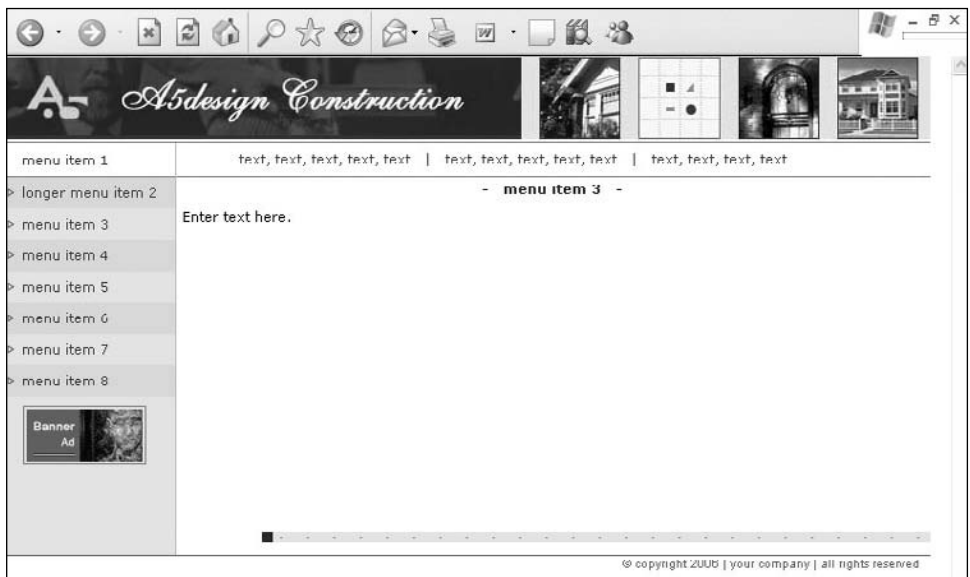 A5
A5design Construction
menu item 1
text, text, text, text, text | text, text, text, text, text | text, text, text, text
longer menu item 2
- menu item 3 -
menu item 3
Enter text here.
menu item 4
menu item 5
menu item 6
menu item 7
menu item 8
Banner
Ad
© copyright 2006 | your company | all rights reserved